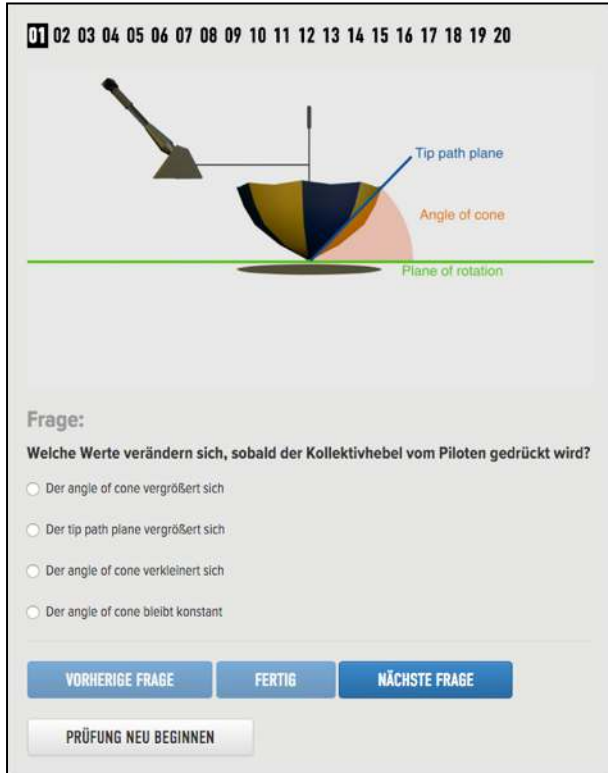 01 02 03 04 05 06 07 08 09 10 11 12 13 14 15 16 17 18 19 20
Tip path plane
Angle of cone
Plane of rotation
Frage:
Welche Werte verändern sich, sobald der Kollektivhebel vom Piloten gedrückt wird?
Der angle of cone vergrößert sich
Der tip path plane vergrößert sich
Der angle of cone verkleinert sich
Der angle of cone bleibt konstant
VORHERIGE FRAGE FERTIG NÄCHSTE FRAGE
PRÜFUNG NEU BEGINNEN